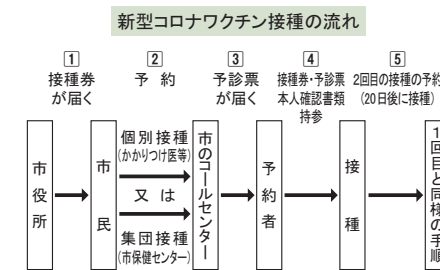 新型コロナワクチン接種の流れ
1
接種券
が届く
2
予約
3
予診票
が届く
4
接種券・予診票
本人確認書類
持参
5
2回目の接種の予約
(20日後に接種)
市役所
市民
個別接種
(かかりつけ医等)
又は
集団接種
(市保健センター)
市のコールセンター
予約者
接種
1回目と同様の手順